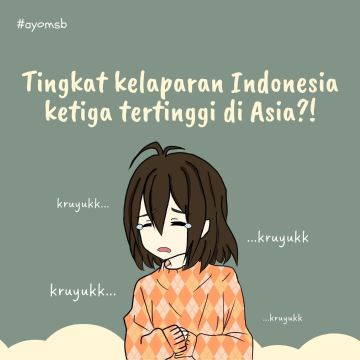 #ayomsb
Tingkat kelaparan Indonesia
ketiga tertinggi di Asia?!
kruyukk...
...kruyukk
kruyukk...
...kruyukk